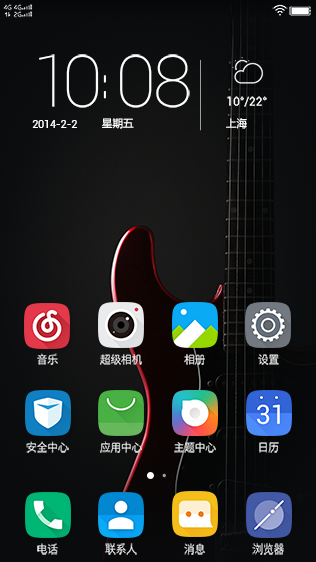 4G 4G
2G
10:08
10°/22°
2014-2-2 星期五 上海
音乐 超级相机 相册 设置
31
安全中心 应用中心 主题中心 日历
电话 联系人 消息 浏览器